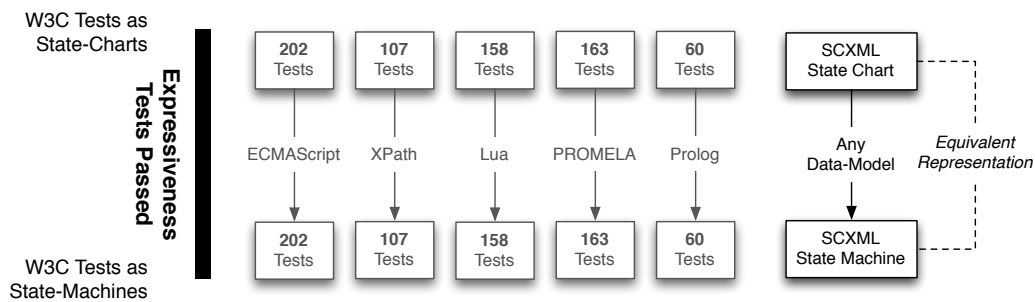 W3C Tests as
State-Charts
Expressiveness
Tests Passed
W3C Tests as
State-Machines
202
Tests
107
Tests
158
Tests
163
Tests
60
Tests
ECMAScript
XPath
Lua
PROMELA
Prolog
202
Tests
107
Tests
158
Tests
163
Tests
60
Tests
SCXML
State Chart
Any
Data-Model
Equivalent
Representation
SCXML
State Machine